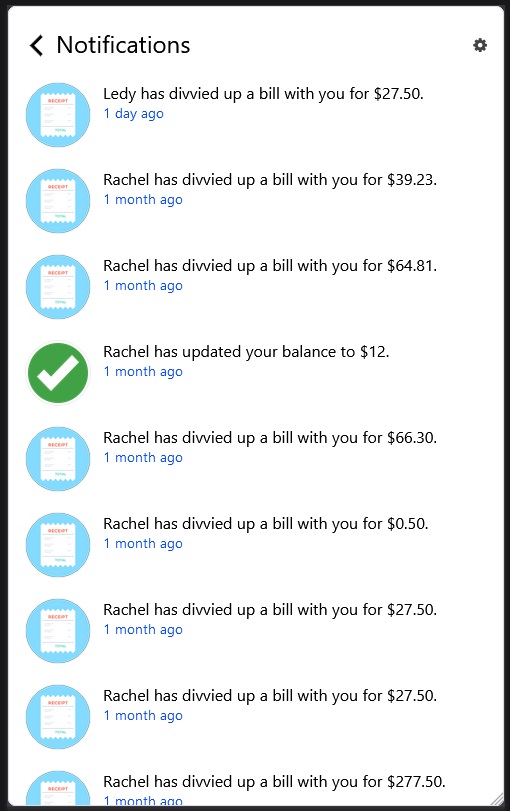 Notifications
RECEIPT
TOTAL
Ledy has divvied up a bill with you for $27.50.
1 day ago
RECEIPT
TOTAL
Rachel has divvied up a bill with you for $39.23.
1 month ago
RECEIPT
TOTAL
Rachel has divvied up a bill with you for $64.81.
1 month ago
Rachel has updated your balance to $12.
1 month ago
RECEIPT
TOTAL
Rachel has divvied up a bill with you for $66.30.
1 month ago
RECEIPT
TOTAL
Rachel has divvied up a bill with you for $0.50.
1 month ago
RECEIPT
TOTAL
Rachel has divvied up a bill with you for $27.50.
1 month ago
RECEIPT
TOTAL
Rachel has divvied up a bill with you for $27.50.
1 month ago
RECEIPT
Rachel has divvied up a bill with you for $277.50.
1 month ago